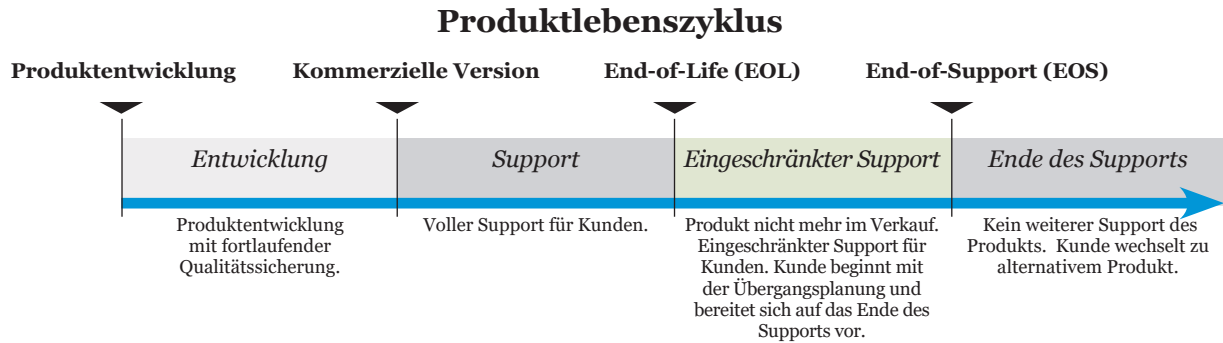 Produktlebenszyklus
Produktentwicklung
Kommerzielle Version
End-of-Life (EOL)
End-of-Support (EOS)
Entwicklung
Support
Eingeschränkter Support
Ende des Supports
Produktentwicklung
mit fortlaufender
Qualitätssicherung.
Voller Support für Kunden.
Produkt nicht mehr im Verkauf.
Eingeschränkter Support für
Kunden. Kunde beginnt mit
der Übergangsplanung und
bereitet sich auf das Ende des
Supports vor.
Kein weiterer Support des
Produkts.  Kunde wechselt zu
alternativem Produkt.